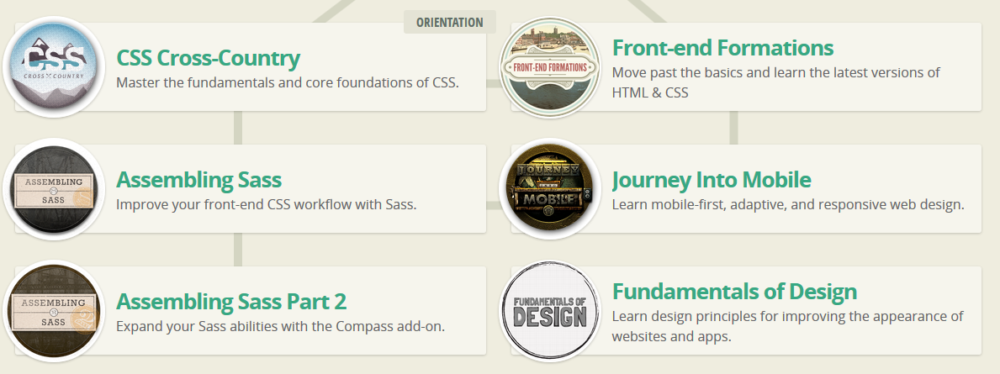 ORIENTATION
CSS
CROSS COUNTRY
CSS Cross-Country
Master the fundamentals and core foundations of CSS.
FRONT-END FORMATIONS
Front-end Formations
Move past the basics and learn the latest versions of
HTML & CSS
ASSEMBLING
SASS
Assembling Sass
Improve your front-end CSS workflow with Sass.
JOURNEY
INTO
MOBILE
Journey Into Mobile
Learn mobile-first, adaptive, and responsive web design.
ASSEMBLING
SASS
2
Assembling Sass Part 2
Expand your Sass abilities with the Compass add-on.
FUNDAMENTALS OF
DESIGN
Fundamentals of Design
Learn design principles for improving the appearance of
websites and apps.